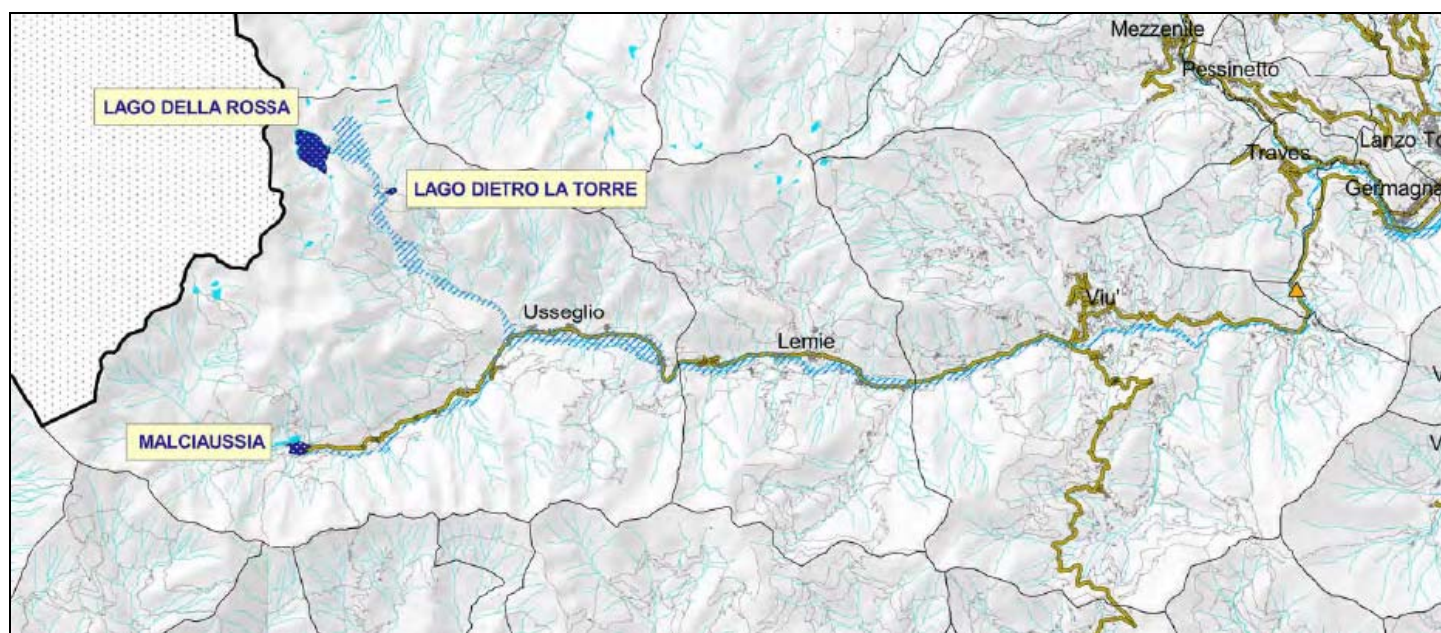 Mezzenile
Pessinetto
LAGO DELLA ROSSA
Lanzo To
Traves
LAGO DIETRO LA TORRE
Germagna
Viu'
Usseglio
Lemie
V
MALCIAUSSIA
V